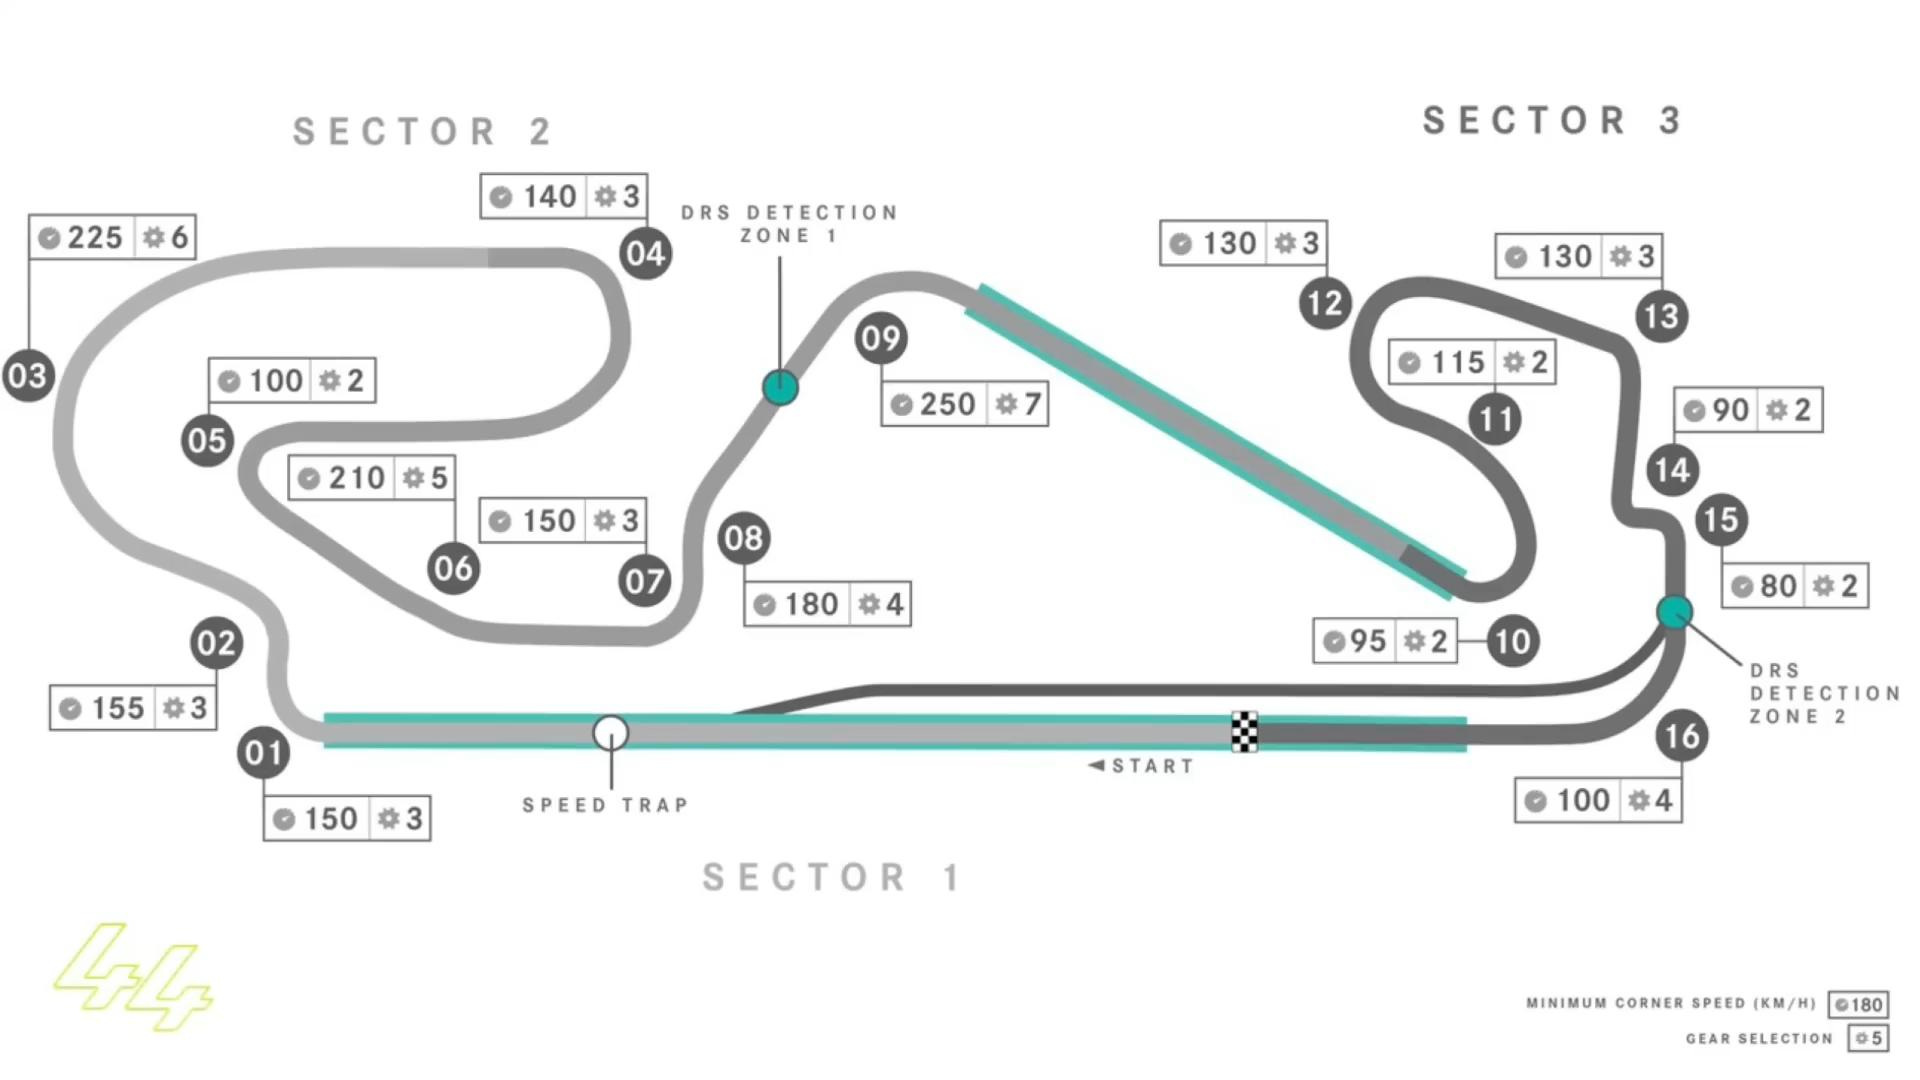 SECTOR 2
SECTOR 3
140 3
04
DRS DETECTION
ZONE 1
225 6
03
130 3
12
130 3
13
09
250 7
115 2
11
100 2
05
90 2
14
210 5
06
150 3
07
08
180 4
15
80 2
02
155 3
95 2
10
DRS
DETECTION
ZONE 2
01
150 3
16
100 4
◄START
SPEED TRAP
SECTOR 1
44
MINIMUM CORNER SPEED (KM/H) 180
GEAR SELECTION 5